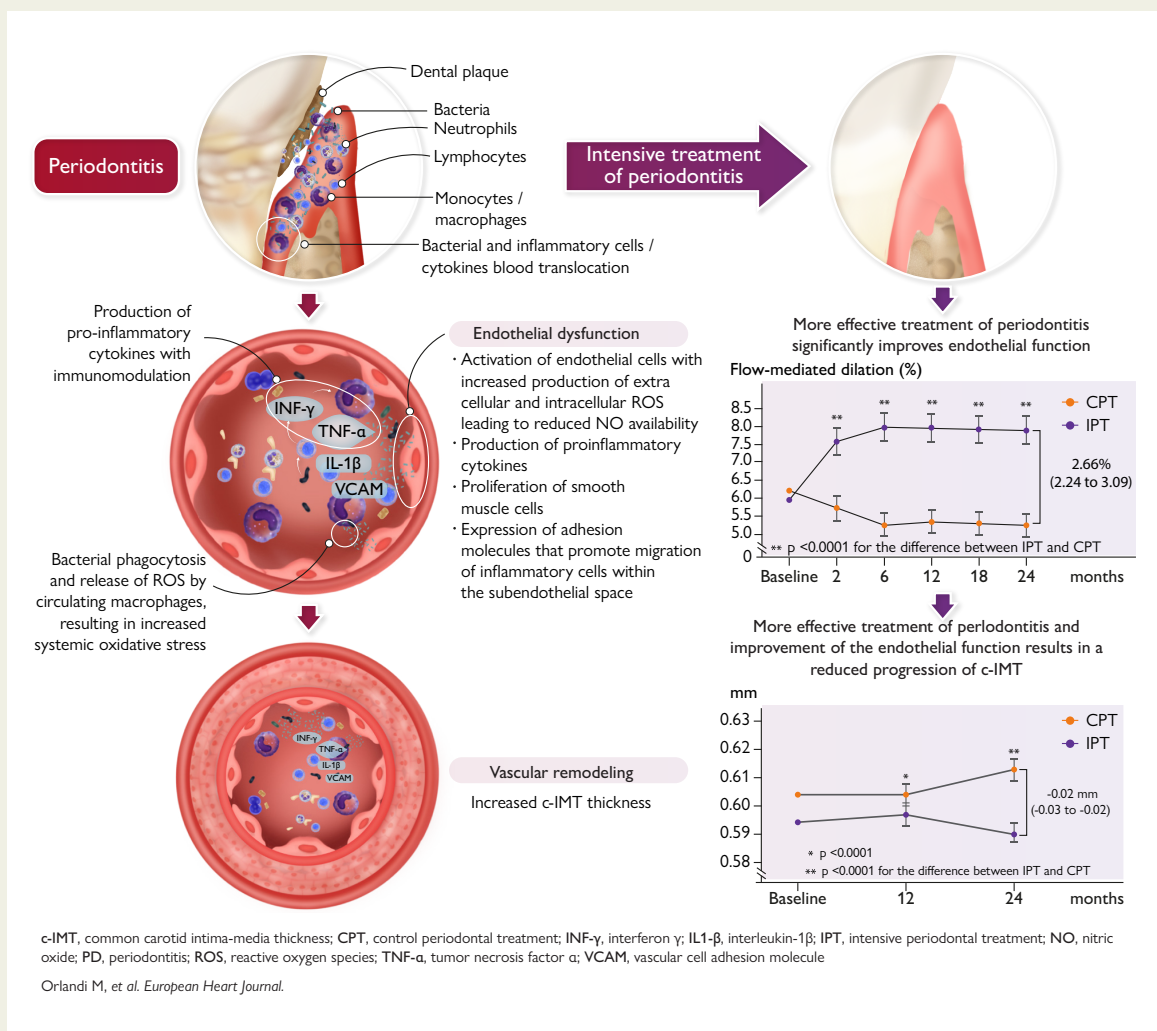 Periodontitis
Dental plaque
Bacteria
Neutrophils
Lymphocytes
Monocytes /
macrophages
Bacterial and inflammatory cells /
cytokines blood translocation
Intensive treatment
of periodontitis
Production of
pro-inflammatory
cytokines with
immunomodulation
INF-γ
TNF-α
IL-1β
VCAM
Bacterial phagocytosis
and release of ROS by
circulating macrophages,
resulting in increased
systemic oxidative stress
Endothelial dysfunction
· Activation of endothelial cells with
increased production of extra
cellular and intracellular ROS
leading to reduced NO availability
· Production of proinflammatory
cytokines
· Proliferation of smooth
muscle cells
· Expression of adhesion
molecules that promote migration
of inflammatory cells within
the subendothelial space
INF-γ
TNF-α
IL-1β
VCAM
Vascular remodeling
Increased c-IMT thickness
More effective treatment of periodontitis
significantly improves endothelial function
Flow-mediated dilation (%)
8.5
8.0
7.5
7.0
6.5
6.0
5.5
5.0
0
** ** ** ** **
CPT
IPT
2.66%
(2.24 to 3.09)
** p <0.0001 for the difference between IPT and CPT
Baseline 2 6 12 18 24 months
More effective treatment of perlodontitis and
improvement of the endothelial function results in a
reduced progression of c-IMT
mm
0.63
0.62
0.61
0.60
0.59
0.58
* **
CPT
IPT
-0.02 mm
(-0.03 to -0.02)
* p <0.0001
** p <0.0001 for the difference between IPT and CPT
Baseline 12 24 months
c-IMT, common carotid intima-media thickness; CPT, control periodontal treatment; INF-γ, interferon γ; IL1-β, interleukin-1β; IPT, intensive periodontal treatment; NO, nitric
oxide; PD, periodontitis; ROS, reactive oxygen species; TNF-α, tumor necrosis factor α; VCAM, vascular cell adhesion molecule
Orlandi M, et al. European Heart Journal.